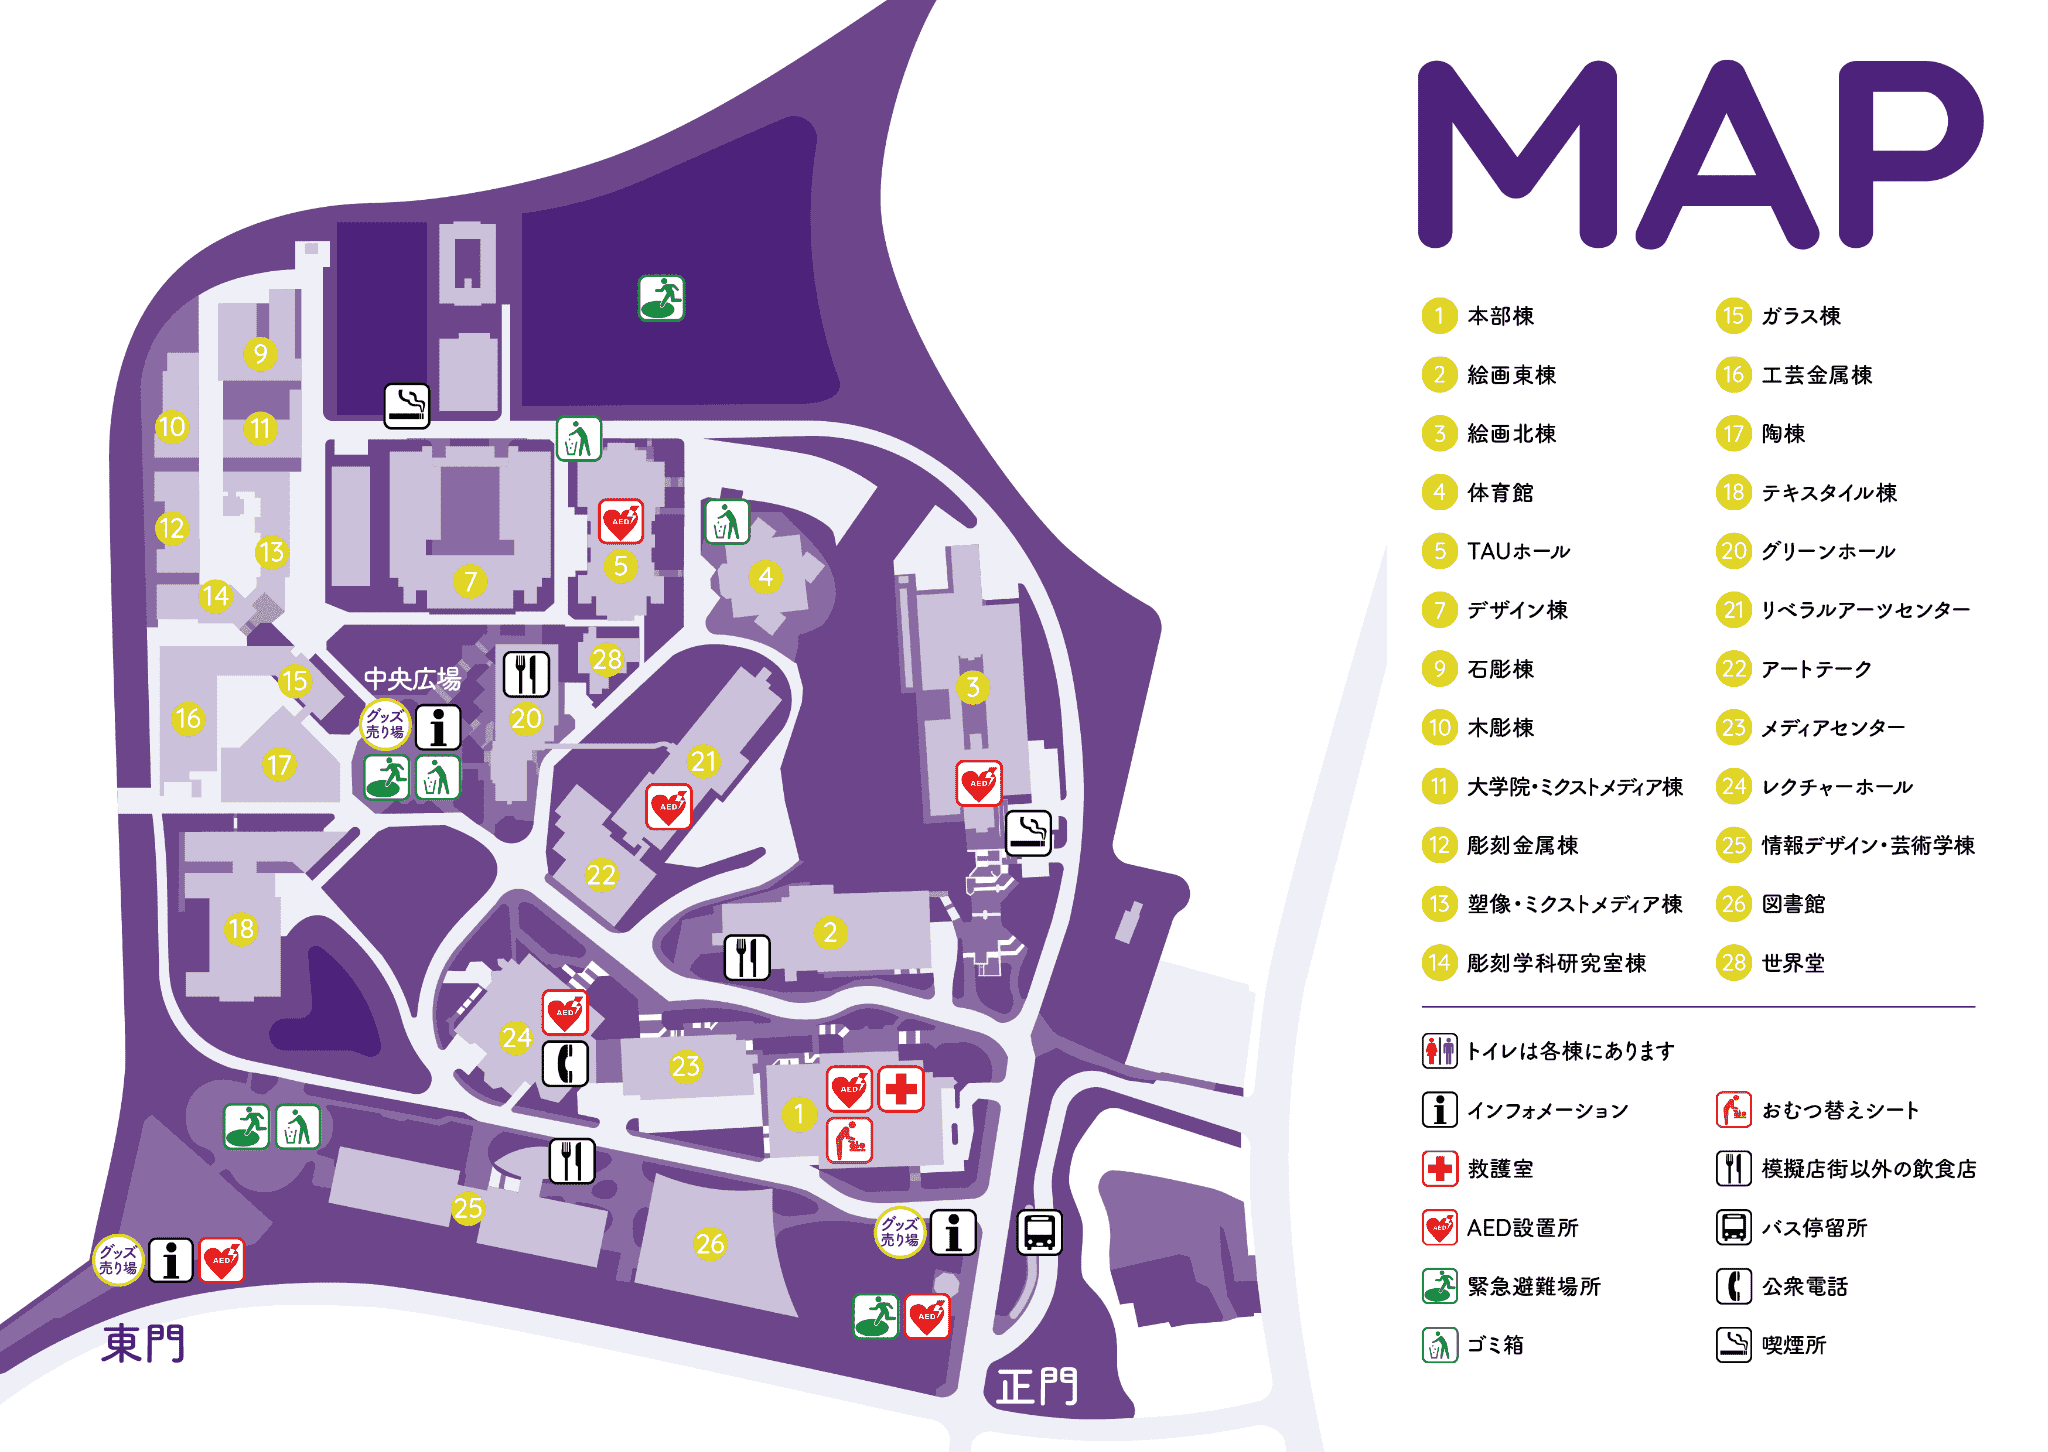 MAP
1 本部棟
2 絵画東棟
3 絵画北棟
4 体育館
5 TAUホール
7 デザイン棟
9 石彫棟
10 木彫棟
11 大学院・ミクストメディア棟
12 彫刻金属棟
13 塑像・ミクストメディア棟
14 彫刻学科研究室棟
15 ガラス棟
16 工芸金属棟
17 陶棟
18 テキスタイル棟
20 グリーンホール
21 リベラルアーツセンター
22 アートテーク
23 メディアセンター
24 レクチャーホール
25 情報デザイン・芸術学棟
26 図書館
28 世界堂
トイレは各棟にあります
i インフォメーション
救護室
AED AED設置所
緊急避難場所
ゴミ箱
おむつ替えシート
模擬店街以外の飲食店
バス停留所
公衆電話
喫煙所
9
10
11
12
13
14
7
AED
5
4
3
AED
中央広場
グッズ
売り場
i
15
16
17
20
28
21
AED
22
18
2
AED
24
23
1
AED
25
26
グッズ
売り場
i
AED
グッズ
売り場
i
AED
東門
正門